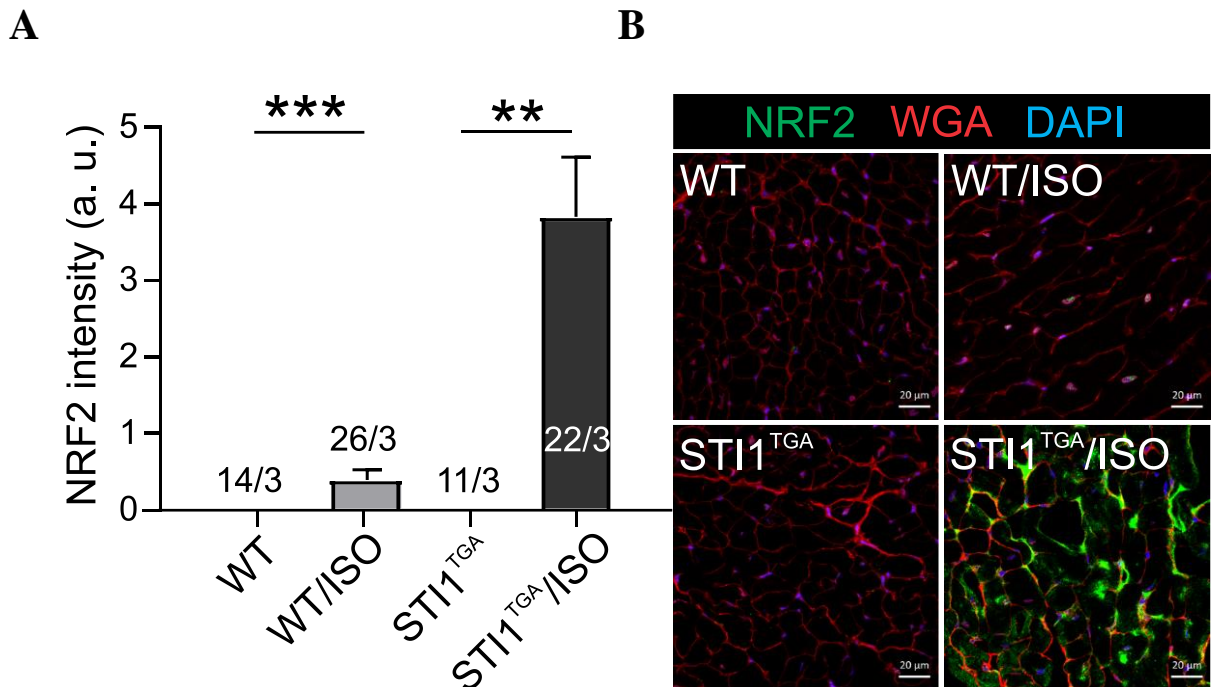 A
B
***
**
NRF2 intensity (a. u.)
5
4
3
2
1
0
14/3
26/3
11/3
22/3
WT
WT/ISO
STI1TGA
STI1TGA/ISO
NRF2 WGA DAPI
WT
20 µm
WT/ISO
20 µm
STI1TGA
20 µm
STI1TGA/ISO
20 µm